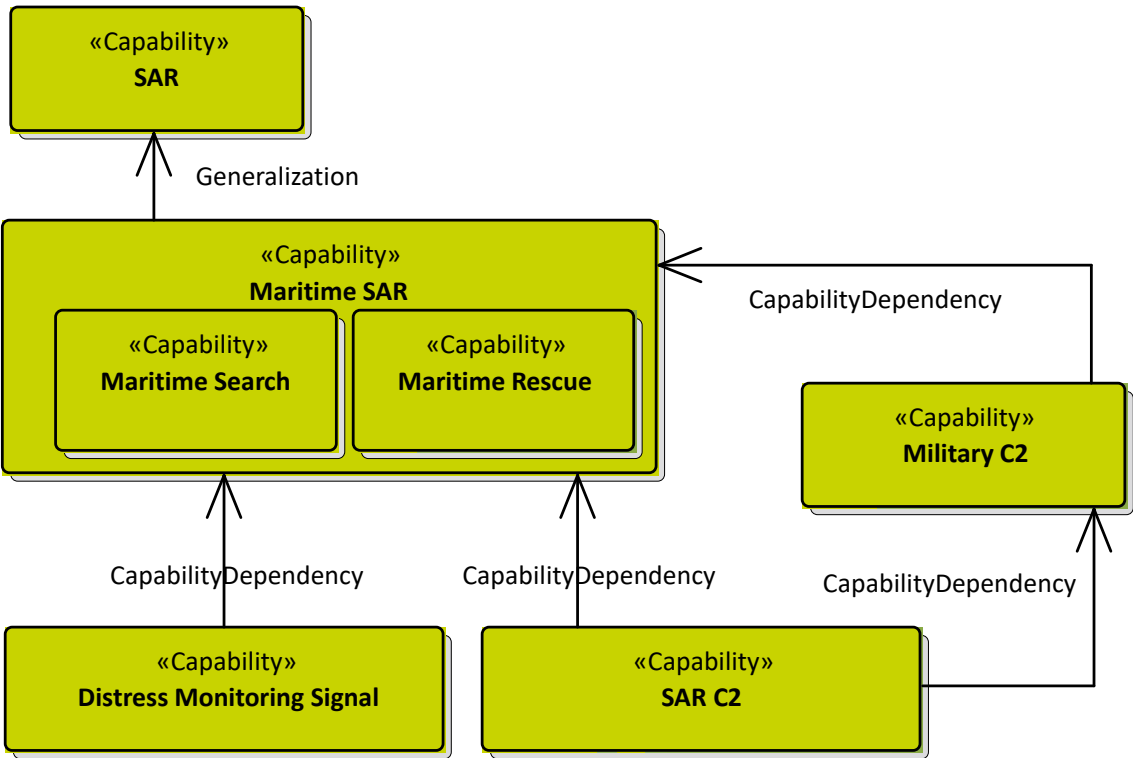 «Capability»
SAR
Generalization
«Capability»
Maritime SAR
CapabilityDependency
«Capability»
Maritime Search
«Capability»
Maritime Rescue
«Capability»
Military C2
CapabilityDependency
CapabilityDependency
CapabilityDependency
«Capability»
Distress Monitoring Signal
«Capability»
SAR C2